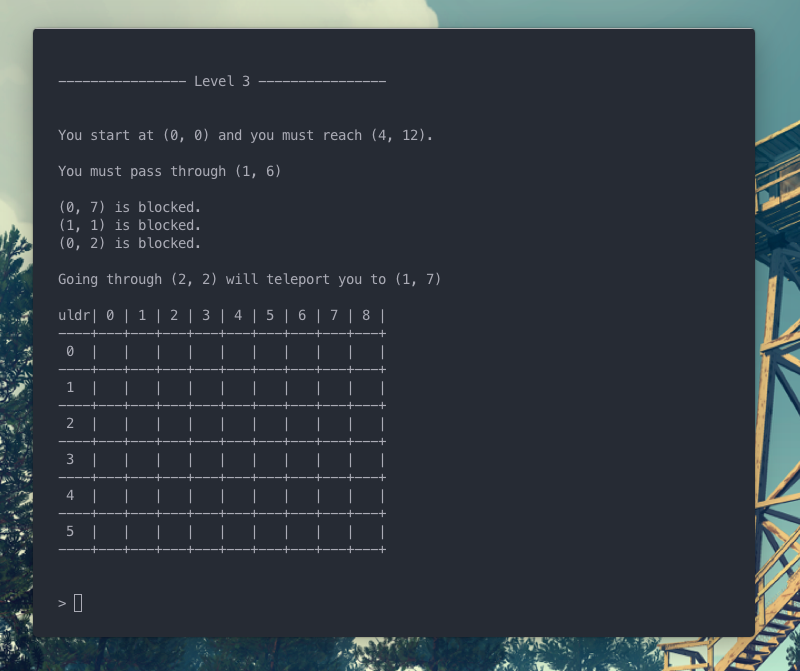 ---------------- Level 3 ----------------
You start at (0, 0) and you must reach (4, 12).
You must pass through (1, 6)
(0, 7) is blocked.
(1, 1) is blocked.
(0, 2) is blocked.
Going through (2, 2) will teleport you to (1, 7)
uldr| 0 | 1 | 2 | 3 | 4 | 5 | 6 | 7 | 8 |
----+---+---+---+---+---+---+---+---+---+
 0  |   |   |   |   |   |   |   |   |   |
----+---+---+---+---+---+---+---+---+---+
 1  |   |   |   |   |   |   |   |   |   |
----+---+---+---+---+---+---+---+---+---+
 2  |   |   |   |   |   |   |   |   |   |
----+---+---+---+---+---+---+---+---+---+
 3  |   |   |   |   |   |   |   |   |   |
----+---+---+---+---+---+---+---+---+---+
 4  |   |   |   |   |   |   |   |   |   |
----+---+---+---+---+---+---+---+---+---+
 5  |   |   |   |   |   |   |   |   |   |
----+---+---+---+---+---+---+---+---+---+
>